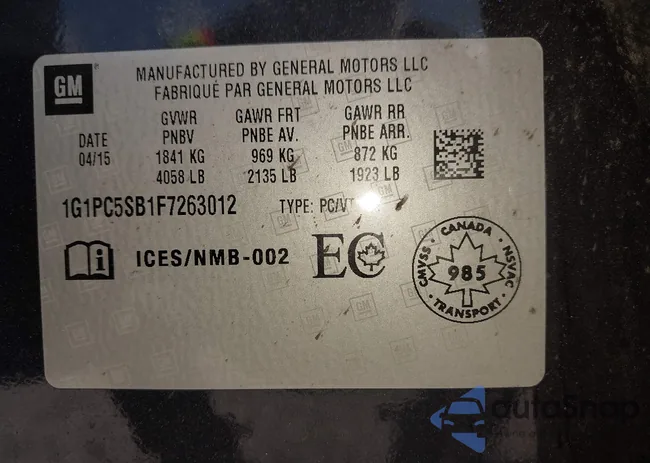 GM
MANUFACTURED BY GENERAL MOTORS LLC
FABRIQUÉ PAR GENERAL MOTORS LLC
GVWR GAWR FRT GAWR RR
DATE PNBV PNBE AV. PNBE ARR.
04/15 1841 KG 969 KG 872 KG
4058 LB 2135 LB 1923 LB
1G1PC5SB1F7263012 TYPE: PC/VT
ICES/NMB-002 EC
CANADA
CMVSS 985 NSVAC
TRANSPORT
autoSnap